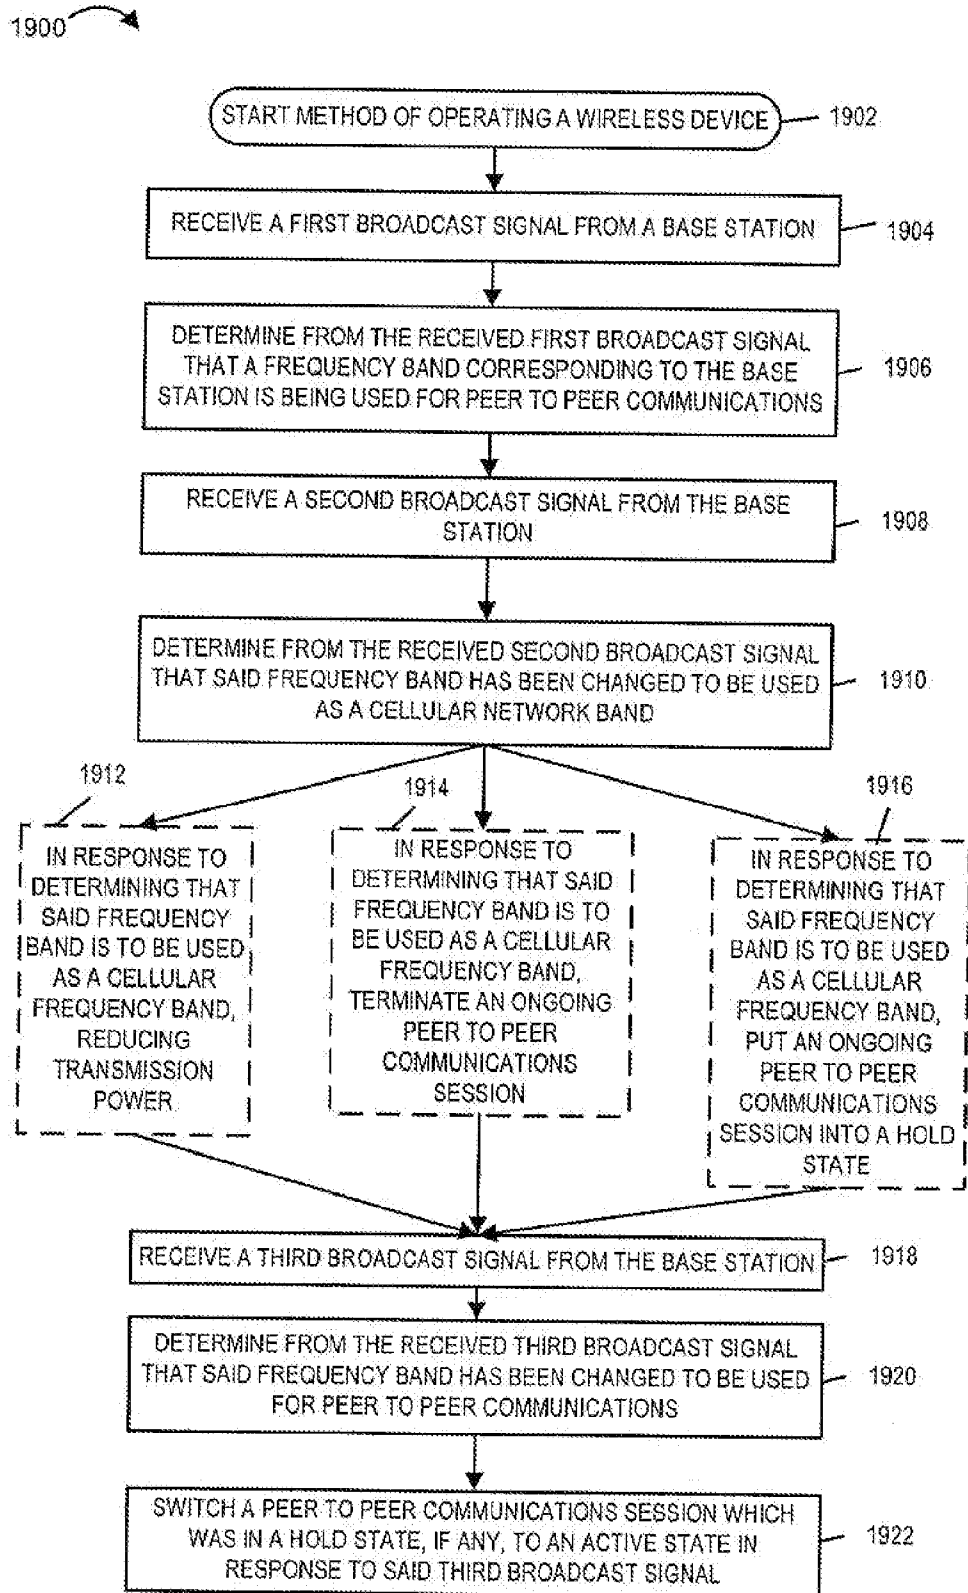 1900
START METHOD OF OPERATING A WIRELESS DEVICE
1902
RECEIVE A FIRST BROADCAST SIGNAL FROM A BASE STATION
1904
DETERMINE FROM THE RECEIVED FIRST BROADCAST SIGNAL
THAT A FREQUENCY BAND CORRESPONDING TO THE BASE
STATION IS BEING USED FOR PEER TO PEER COMMUNICATIONS
1906
RECEIVE A SECOND BROADCAST SIGNAL FROM THE BASE
STATION
1908
DETERMINE FROM THE RECEIVED SECOND BROADCAST SIGNAL
THAT SAID FREQUENCY BAND HAS BEEN CHANGED TO BE USED
AS A CELLULAR NETWORK BAND
1910
1912
IN RESPONSE TO
DETERMINING THAT
SAID FREQUENCY
BAND IS TO BE USED
AS A CELLULAR
FREQUENCY BAND,
REDUCING
TRANSMISSION
POWER
1914
IN RESPONSE TO
DETERMINING THAT SAID
FREQUENCY BAND IS TO
BE USED AS A CELLULAR
FREQUENCY BAND,
TERMINATE AN ONGOING
PEER TO PEER
COMMUNICATIONS
SESSION
1916
IN RESPONSE TO
DETERMINING THAT
SAID FREQUENCY
BAND IS TO BE USED
AS A CELLULAR
FREQUENCY BAND,
PUT AN ONGOING
PEER TO PEER
COMMUNICATIONS
SESSION INTO A HOLD
STATE
RECEIVE A THIRD BROADCAST SIGNAL FROM THE BASE STATION
1918
DETERMINE FROM THE RECEIVED THIRD BROADCAST SIGNAL
THAT SAID FREQUENCY BAND HAS BEEN CHANGED TO BE USED
FOR PEER TO PEER COMMUNICATIONS
1920
SWITCH A PEER TO PEER COMMUNICATIONS SESSION WHICH
WAS IN A HOLD STATE, IF ANY, TO AN ACTIVE STATE IN
RESPONSE TO SAID THIRD BROADCAST SIGNAL
1922